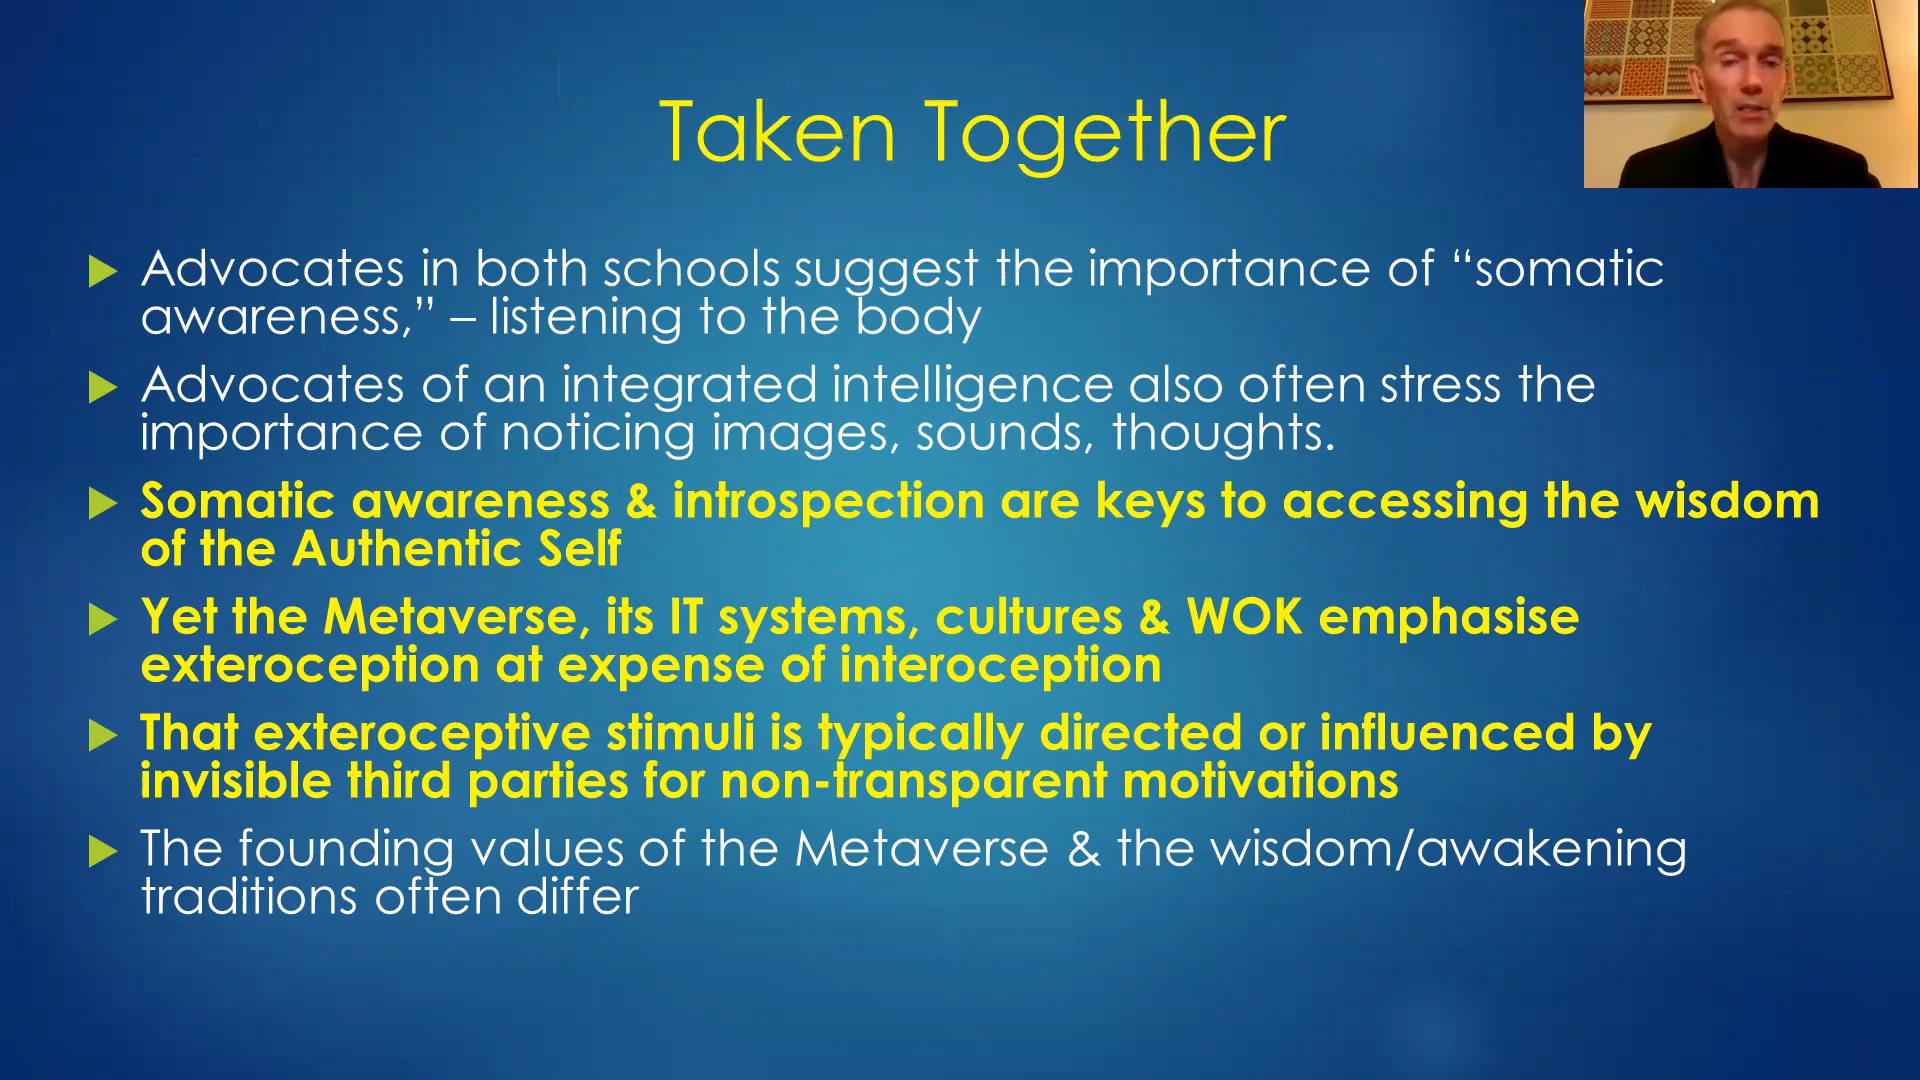 Taken Together
Advocates in both schools suggest the importance of “somatic
awareness,” – listening to the body
Advocates of an integrated intelligence also often stress the
importance of noticing images, sounds, thoughts.
Somatic awareness & introspection are keys to accessing the wisdom
of the Authentic Self
Yet the Metaverse, its IT systems, cultures & WOK emphasise
exteroception at expense of interoception
That exteroceptive stimuli is typically directed or influenced by
invisible third parties for non-transparent motivations
The founding values of the Metaverse & the wisdom/awakening
traditions often differ